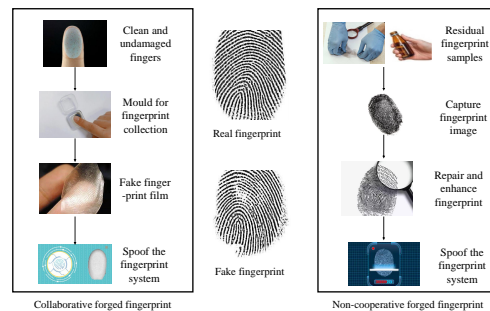 Clean and
undamaged
fingers
Mould for
fingerprint
collection
Fake finger
-print film
Spoof the
fingerprint
system
Collaborative forged fingerprint
Real fingerprint
Fake fingerprint
Residual
fingerprint
samples
Capture
fingerprint
image
Repair and
enhance
fingerprint
Spoof the
fingerprint
system
Non-cooperative forged fingerprint